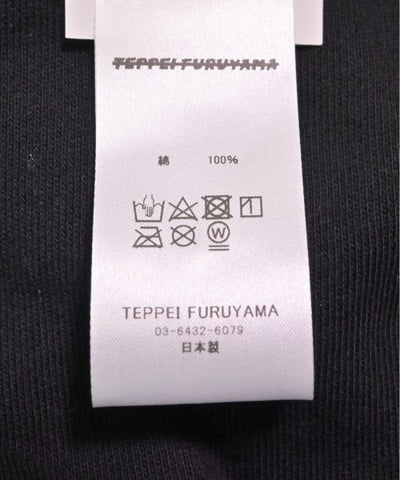 TEPPEI FURUYAMA
綿 100%
W
TEPPEI FURUYAMA
03-6432-6079
日本製